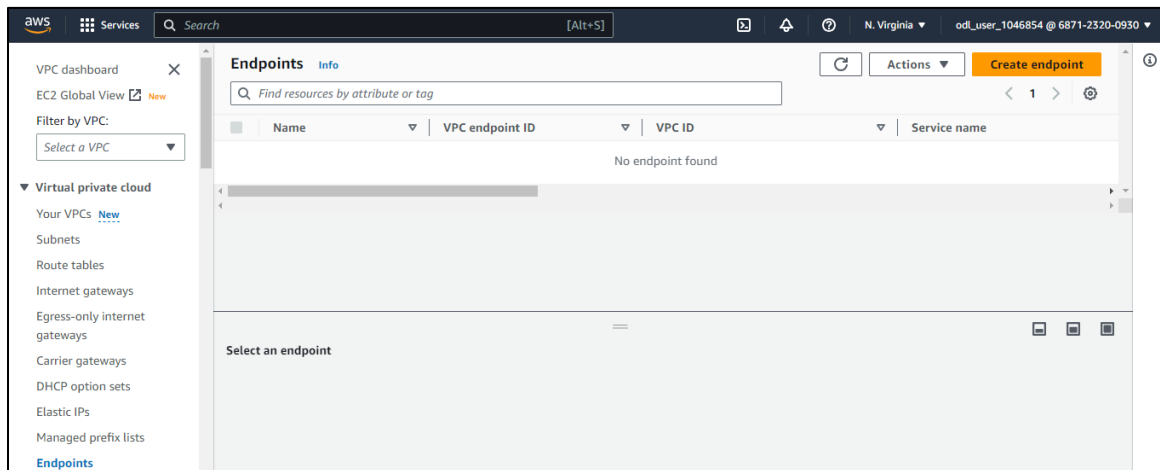 aws Services Search [Alt+S] N. Virginia odl_user_1046854 @ 6871-2320-0930
VPC dashboard
EC2 Global View New
Filter by VPC:
Select a VPC
Virtual private cloud
Your VPCs New
Subnets
Route tables
Internet gateways
Egress-only internet
gateways
Carrier gateways
DHCP option sets
Elastic IPs
Managed prefix lists
Endpoints
Endpoints Info Actions Create endpoint
Find resources by attribute or tag 1
Name VPC endpoint ID VPC ID Service name
No endpoint found
Select an endpoint